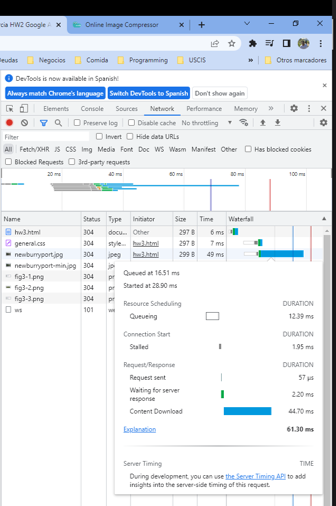 cia HW2 Google A
Online Image Compressor
Deudas
Negocios
Comida
Programming
USCIS
Otros marcadores
DevTools is now available in Spanish!
Always match Chrome's language
Switch DevTools to Spanish
Don't show again
Elements
Console
Sources
Network
Performance
Memory
Preserve log
Disable cache
No throttling
Filter
Invert
Hide data URLs
All
Fetch/XHR
JS
CSS
Img
Media
Font
Doc
WS
Wasm
Manifest
Other
Has blocked cookies
Blocked Requests
3rd-party requests
20 ms
40 ms
60 ms
80 ms
100 ms
Name
Status
Type
Initiator
Size
Time
Waterfall
hw3.html
304
docu...
Other
297 B
6 ms
general.css
304
style...
hw3.html
297 B
7 ms
newburryport.jpg
304
jpeg
hw3.html
299 B
49 ms
newburryport-min.jpg
304
fig3-1.png
304
fig3-2.png
304
fig3-3.png
304
ws
101
we
Queued at 16.51 ms
Started at 28.90 ms
Resource Scheduling
DURATION
Queueing
12.39 ms
Connection Start
DURATION
Stalled
1.95 ms
Request/Response
DURATION
Request sent
57 µs
Waiting for server
response
2.20 ms
Content Download
44.70 ms
Explanation
61.30 ms
Server Timing
TIME
During development, you can use the Server Timing API to add
insights into the server-side timing of this request.